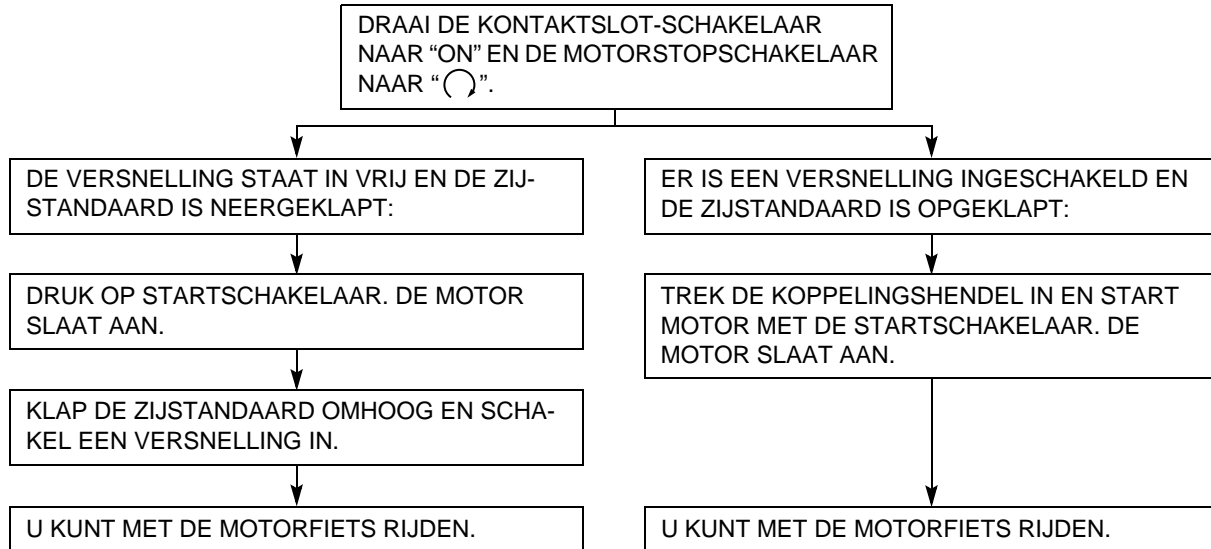 DRAAI DE KONTAKTSLOT-SCHAKELAAR
NAAR “ON” EN DE MOTORSTOPSCHAKELAAR
NAAR “ ”.
DE VERSNELLING STAAT IN VRIJ EN DE ZIJ-
STANDAARD IS NEERGEKLAPT:
DRUK OP STARTSCHAKELAAR. DE MOTOR
SLAAT AAN.
KLAP DE ZIJSTANDAARD OMHOOG EN SCHA-
KEL EEN VERSNELLING IN.
U KUNT MET DE MOTORFIETS RIJDEN.
ER IS EEN VERSNELLING INGESCHAKELD EN
DE ZIJSTANDAARD IS OPGEKLAPT:
TREK DE KOPPELINGSHENDEL IN EN START
MOTOR MET DE STARTSCHAKELAAR. DE
MOTOR SLAAT AAN.
U KUNT MET DE MOTORFIETS RIJDEN.